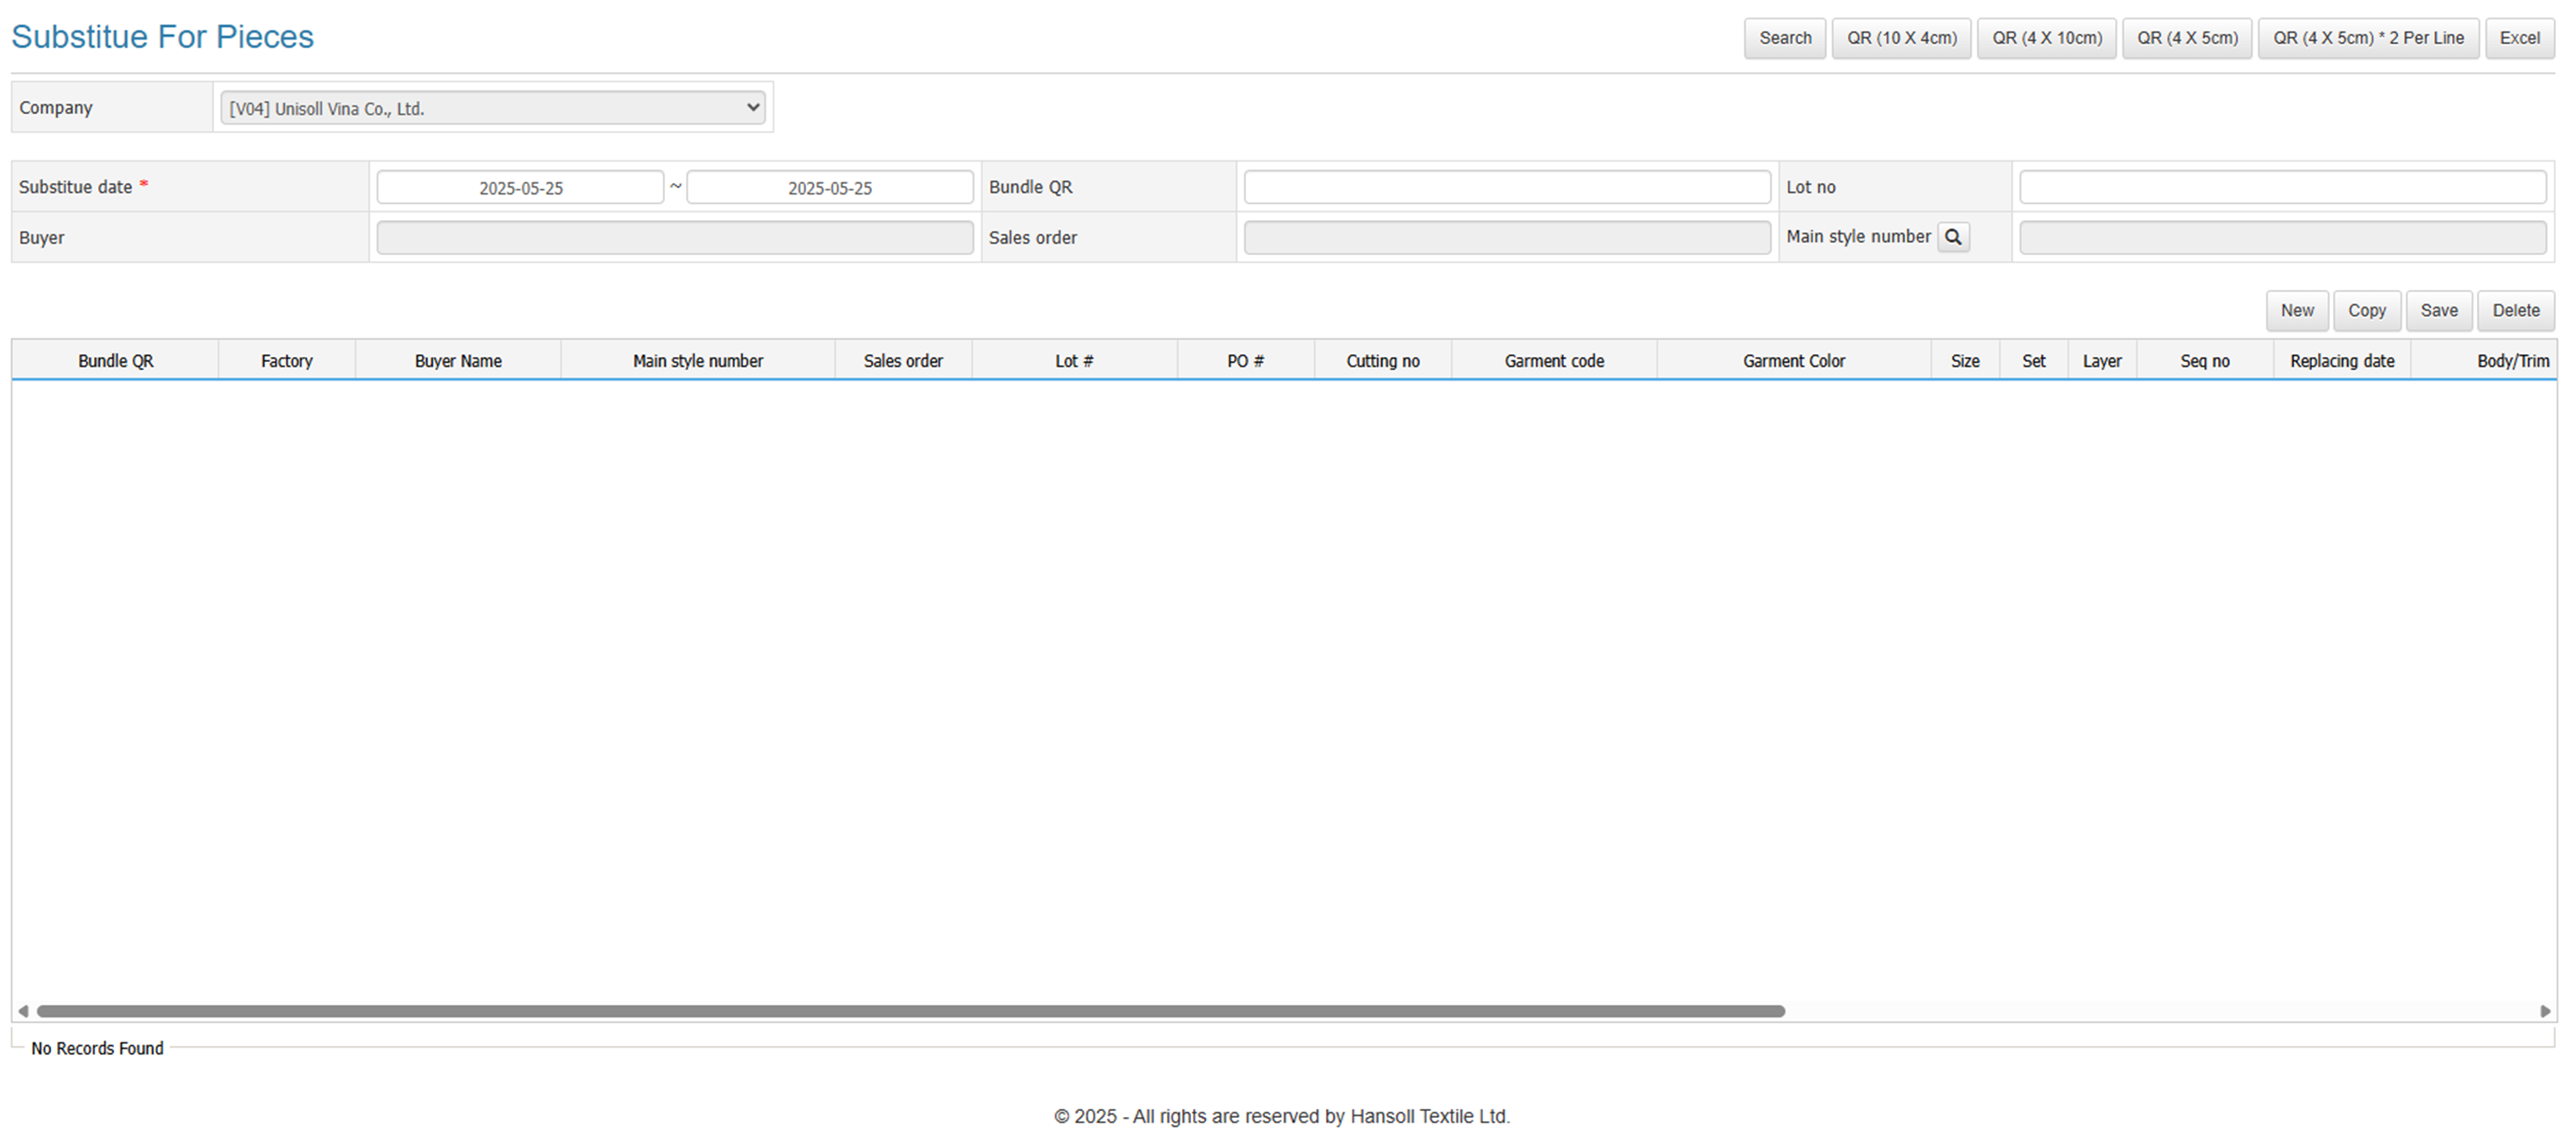 Substitue For Pieces
Search QR (10 X 4cm) QR (4 X 10cm) QR (4 X 5cm) QR (4 X 5cm) * 2 Per Line Excel
Company [V04] Unisoll Vina Co., Ltd.
Substitue date * 2025-05-25 ~ 2025-05-25 Bundle QR Lot no
Buyer Sales order Main style number
New Copy Save Delete
Bundle QR Factory Buyer Name Main style number Sales order Lot # PO # Cutting no Garment code Garment Color Size Set Layer Seq no Replacing date Body/Trim
No Records Found
© 2025 - All rights are reserved by Hansoll Textile Ltd.